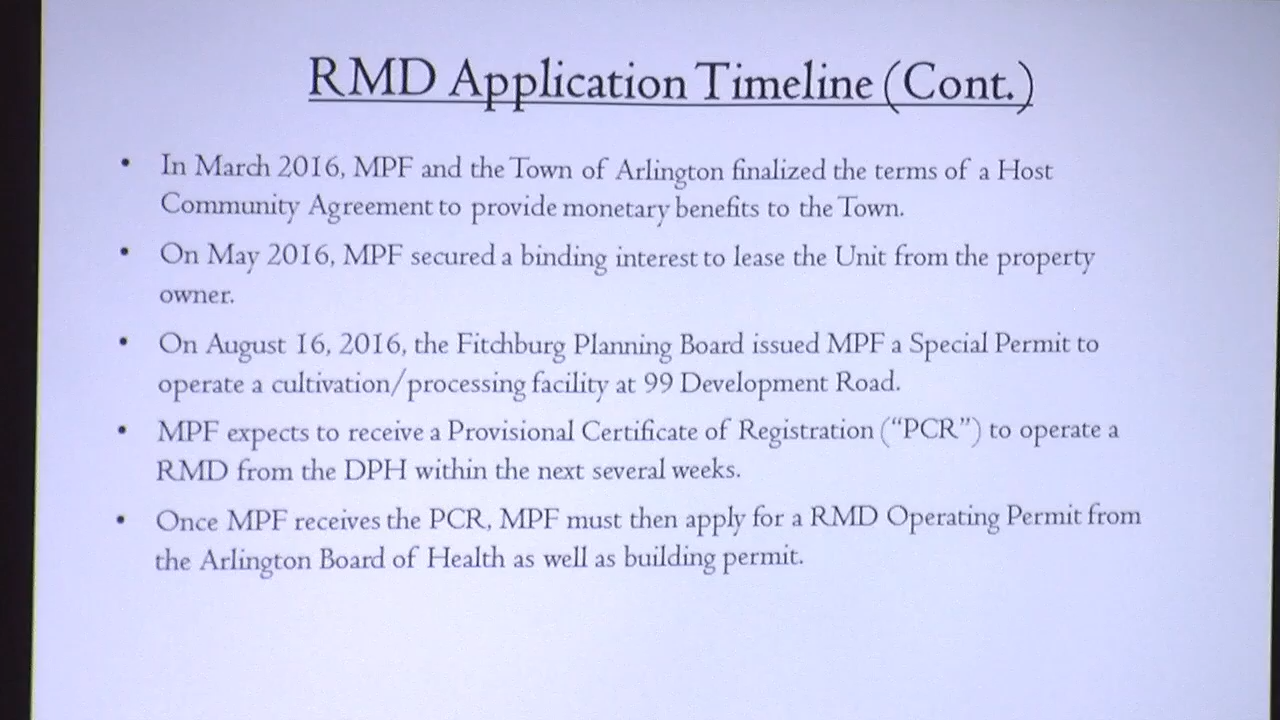 RMD Application Timeline (Cont.)
• In March 2016, MPF and the Town of Arlington finalized the terms of a Host
Community Agreement to provide monetary benefits to the Town.
• On May 2016, MPF secured a binding interest to lease the Unit from the property
owner.
• On August 16, 2016, the Fitchburg Planning Board issued MPF a Special Permit to
operate a cultivation/processing facility at 99 Development Road.
• MPF expects to receive a Provisional Certificate of Registration (“PCR”) to operate a
RMD from the DPH within the next several weeks.
• Once MPF receives the PCR, MPF must then apply for a RMD Operating Permit from
the Arlington Board of Health as well as building permit.